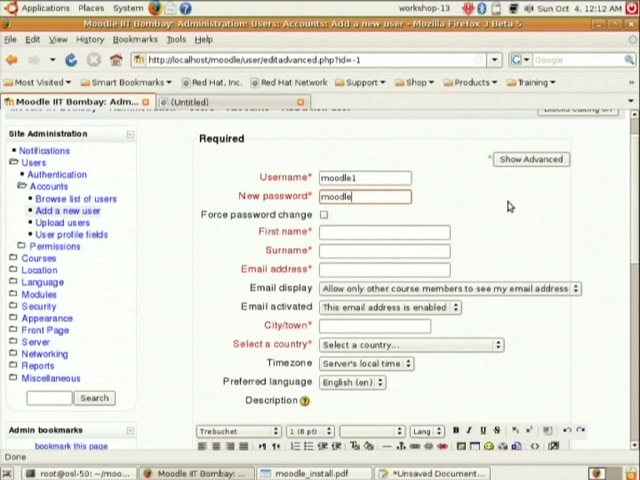 Applications Places System workshop-13 Sun Oct 4, 12:12 AM
Moodle IIT Bombay: Administration: Users: Accounts: Add a new user - Mozilla Firefox 3 Beta 5
File Edit View History Bookmarks Tools Help
http://localhost/moodle/user/editadvanced.php?id=-1 Google
Most Visited Smart Bookmarks Red Hat, Inc. Red Hat Network Support Shop Products Training
Moodle IIT Bombay: Adm... (Untitled)
Site Administration
Notifications
Users
Authentication
Accounts
Browse list of users
Add a new user
Upload users
User profile fields
Permissions
Courses
Location
Language
Modules
Security
Appearance
Front Page
Server
Networking
Reports
Miscellaneous
Search
Admin bookmarks
bookmark this page
Required
* Show Advanced
Username* moodle1
New password* moodle
Force password change
First name*
Surname*
Email address*
Email display Allow only other course members to see my email address
Email activated This email address is enabled
City/town*
Select a country* Select a country...
Timezone Server's local time
Preferred language English (en)
Description
Trebuchet 1 (8 pt) Lang B I U S
Done
root@osl-50: ~/moo... Moodle IIT Bombay: ... moodle_install.pdf *Unsaved Document...